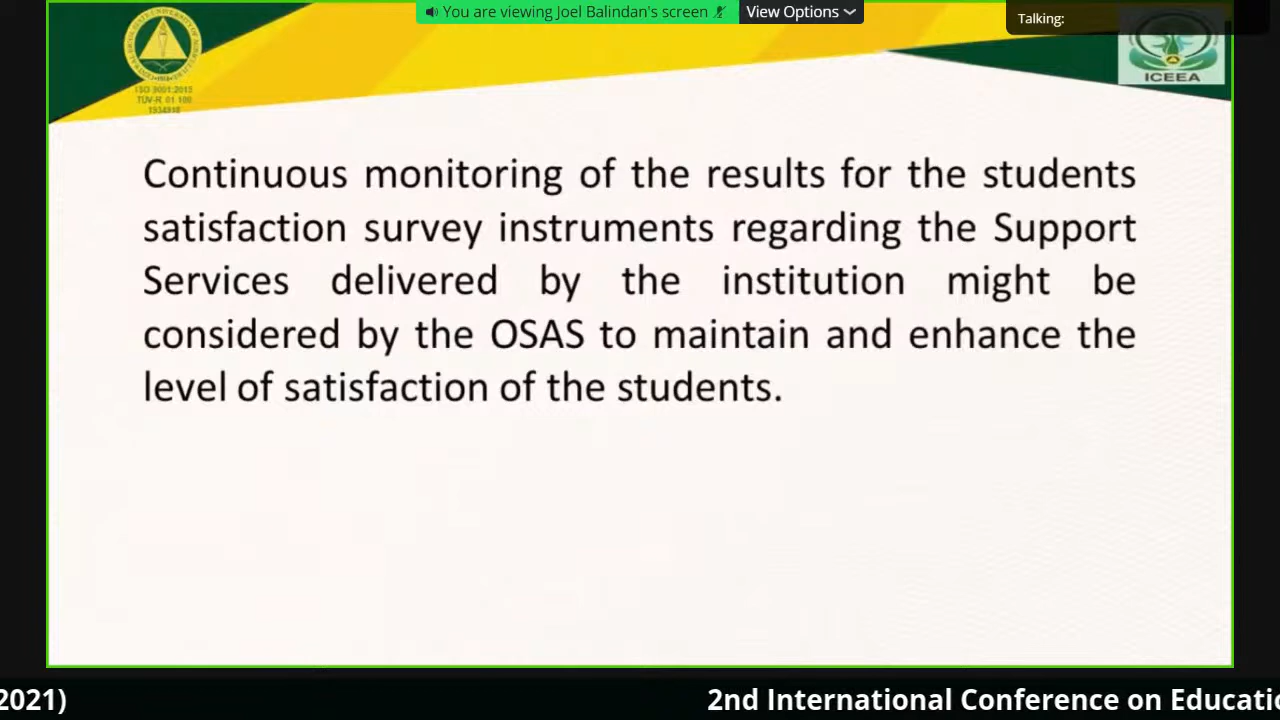 You are viewing Joel Balindan's screen
View Options
Talking:
ISO 9001:2015
TÜV-R 01 100
1934918
ICEEA
Continuous monitoring of the results for the students
satisfaction survey instruments regarding the Support
Services delivered by the institution might be
considered by the OSAS to maintain and enhance the
level of satisfaction of the students.
2021)
2nd International Conference on Educatio